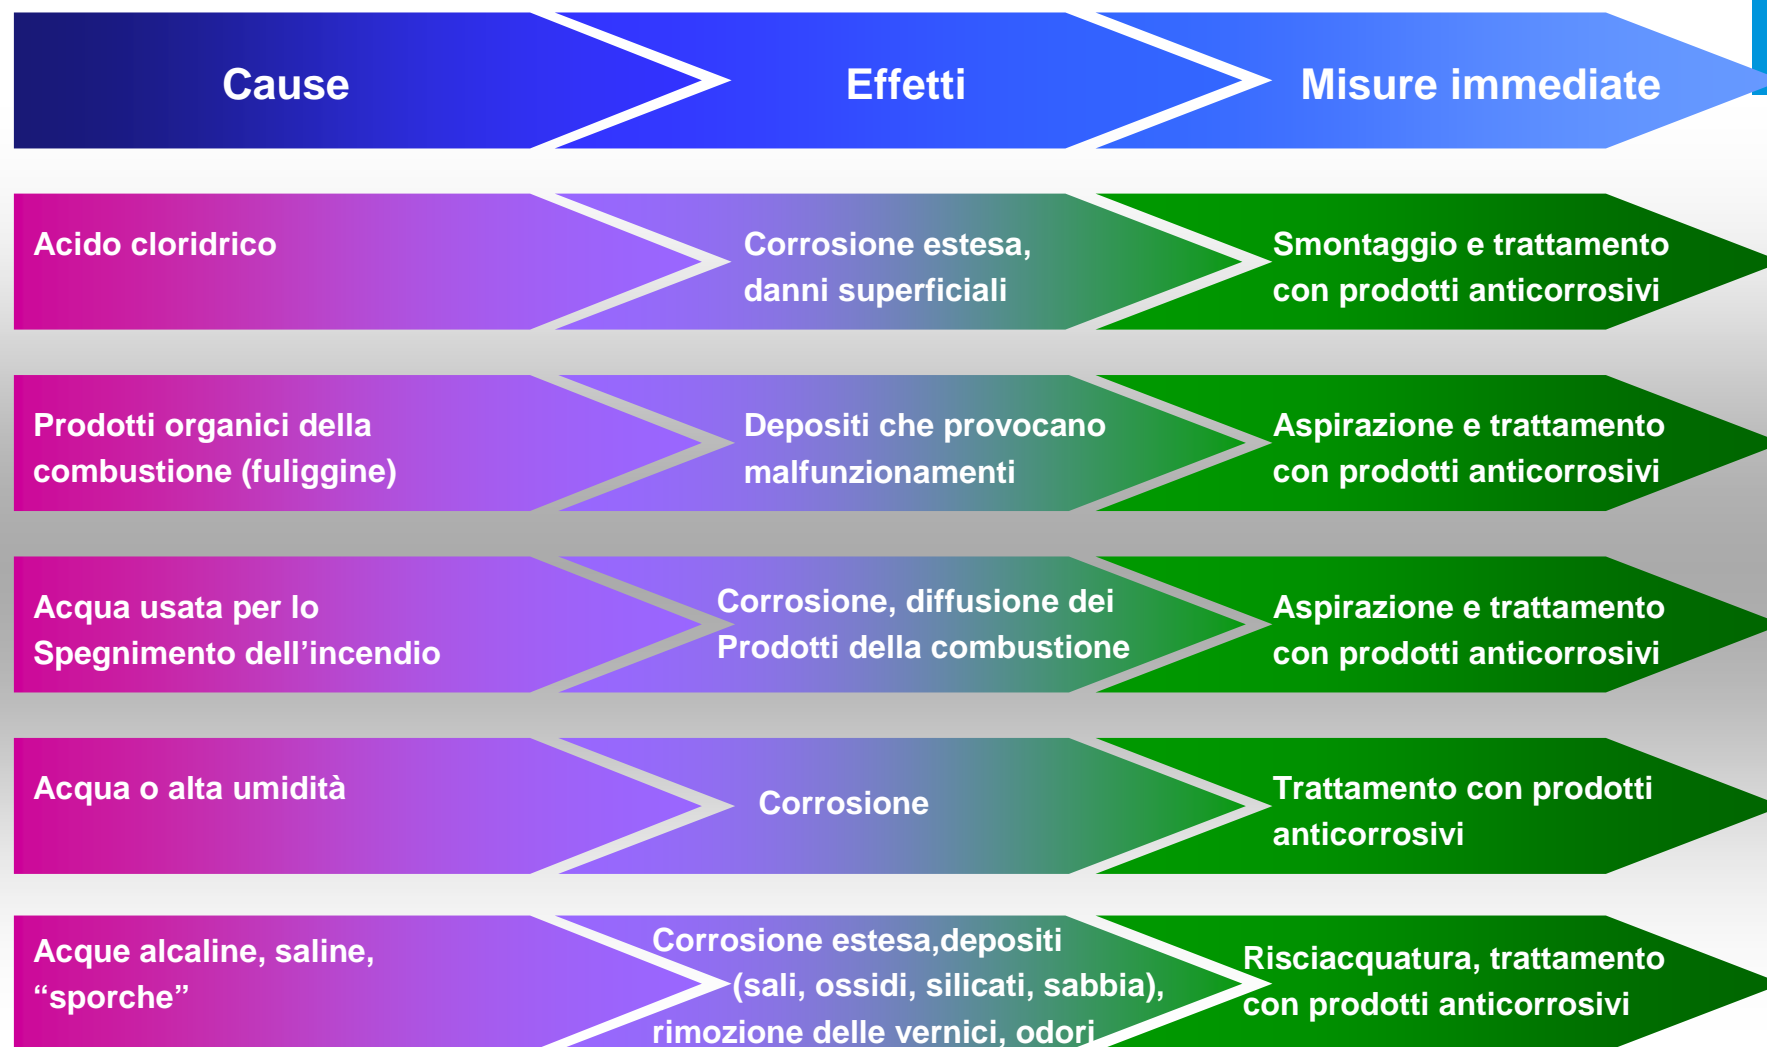 Cause
Effetti
Misure immediate
Acido cloridrico
Corrosione estesa,
danni superficiali
Smontaggio e trattamento
con prodotti anticorrosivi
Prodotti organici della
combustione (fuliggine)
Depositi che provocano
malfunzionamenti
Aspirazione e trattamento
con prodotti anticorrosivi
Acqua usata per lo
Spegnimento dell’incendio
Corrosione, diffusione dei
Prodotti della combustione
Aspirazione e trattamento
con prodotti anticorrosivi
Acqua o alta umidità
Corrosione
Trattamento con prodotti
anticorrosivi
Acque alcaline, saline,
“sporche”
Corrosione estesa,depositi
(sali, ossidi, silicati, sabbia),
rimozione delle vernici, odori
Risciacquatura, trattamento
con prodotti anticorrosivi